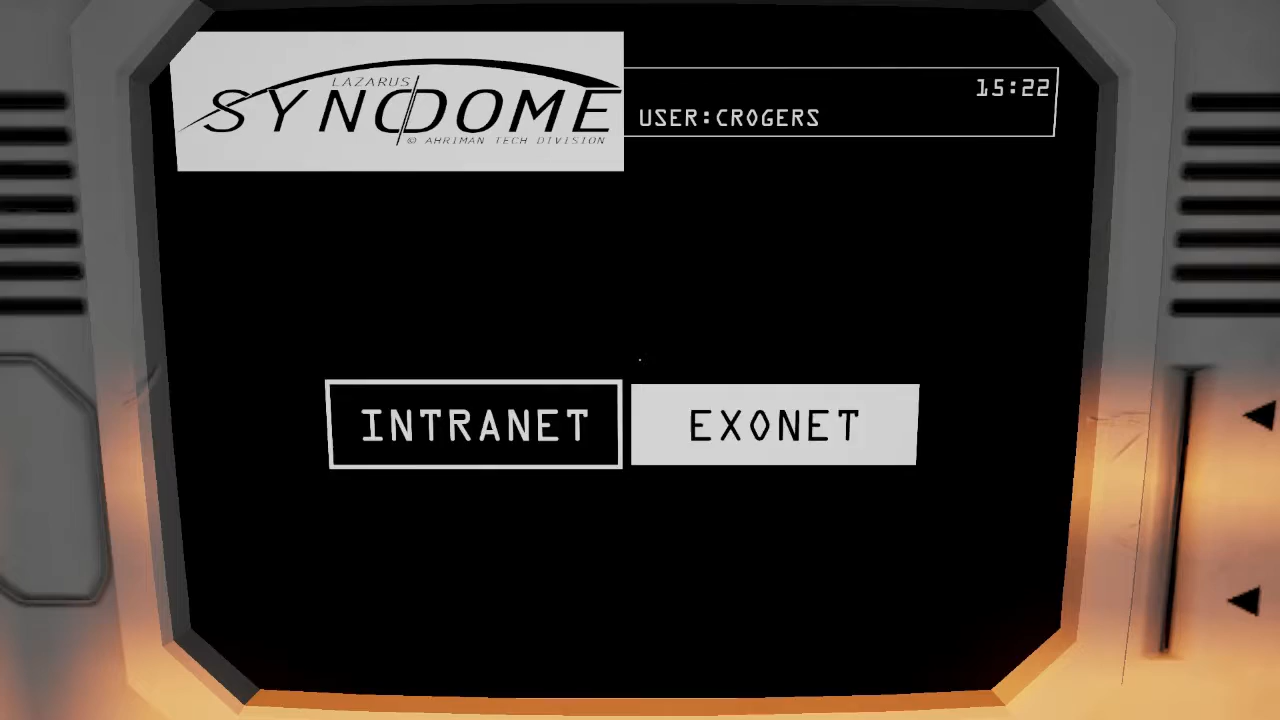 LAZARUS
SYNDOME
© AHRIMAN TECH DIVISION
15:22
USER:CROGERS
INTRANET
EXONET